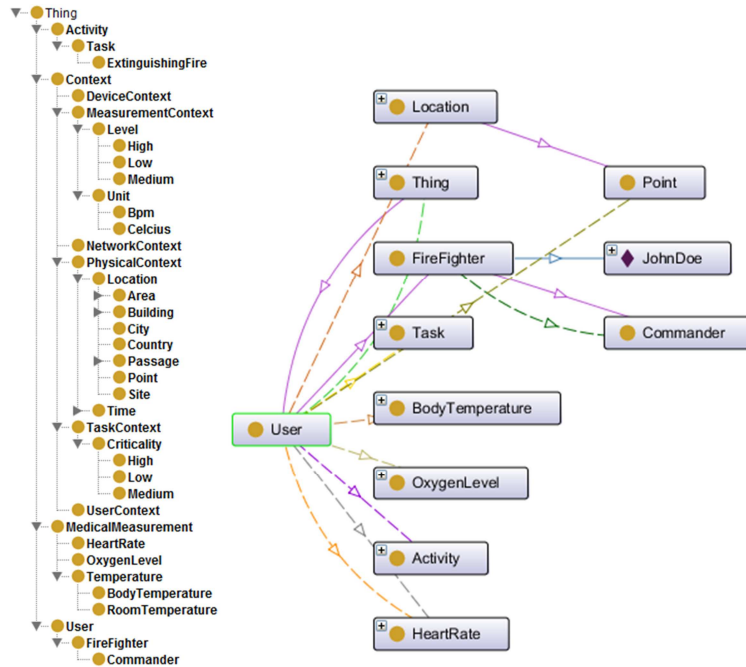 Thing
Activity
Task
ExtinguishingFire
Context
DeviceContext
MeasurementContext
Level
High
Low
Medium
Unit
Bpm
Celcius
NetworkContext
PhysicalContext
Location
Area
Building
City
Country
Passage
Point
Site
Time
TaskContext
Criticality
High
Low
Medium
UserContext
MedicalMeasurement
HeartRate
OxygenLevel
Temperature
BodyTemperature
RoomTemperature
User
FireFighter
Commander
Location
Thing
Point
FireFighter
JohnDoe
Task
Commander
BodyTemperature
User
OxygenLevel
Activity
HeartRate